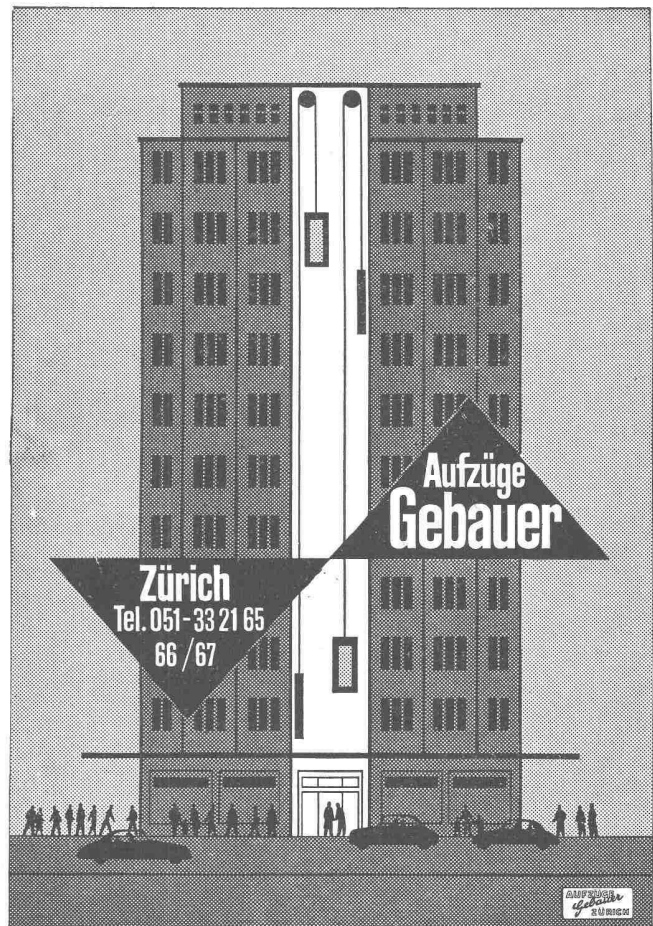 Aufzüge
Gebauer
Zürich
Tel. 051-33 21 65
66/67
AUFZÜGE
Gebauer
ZÜRICH